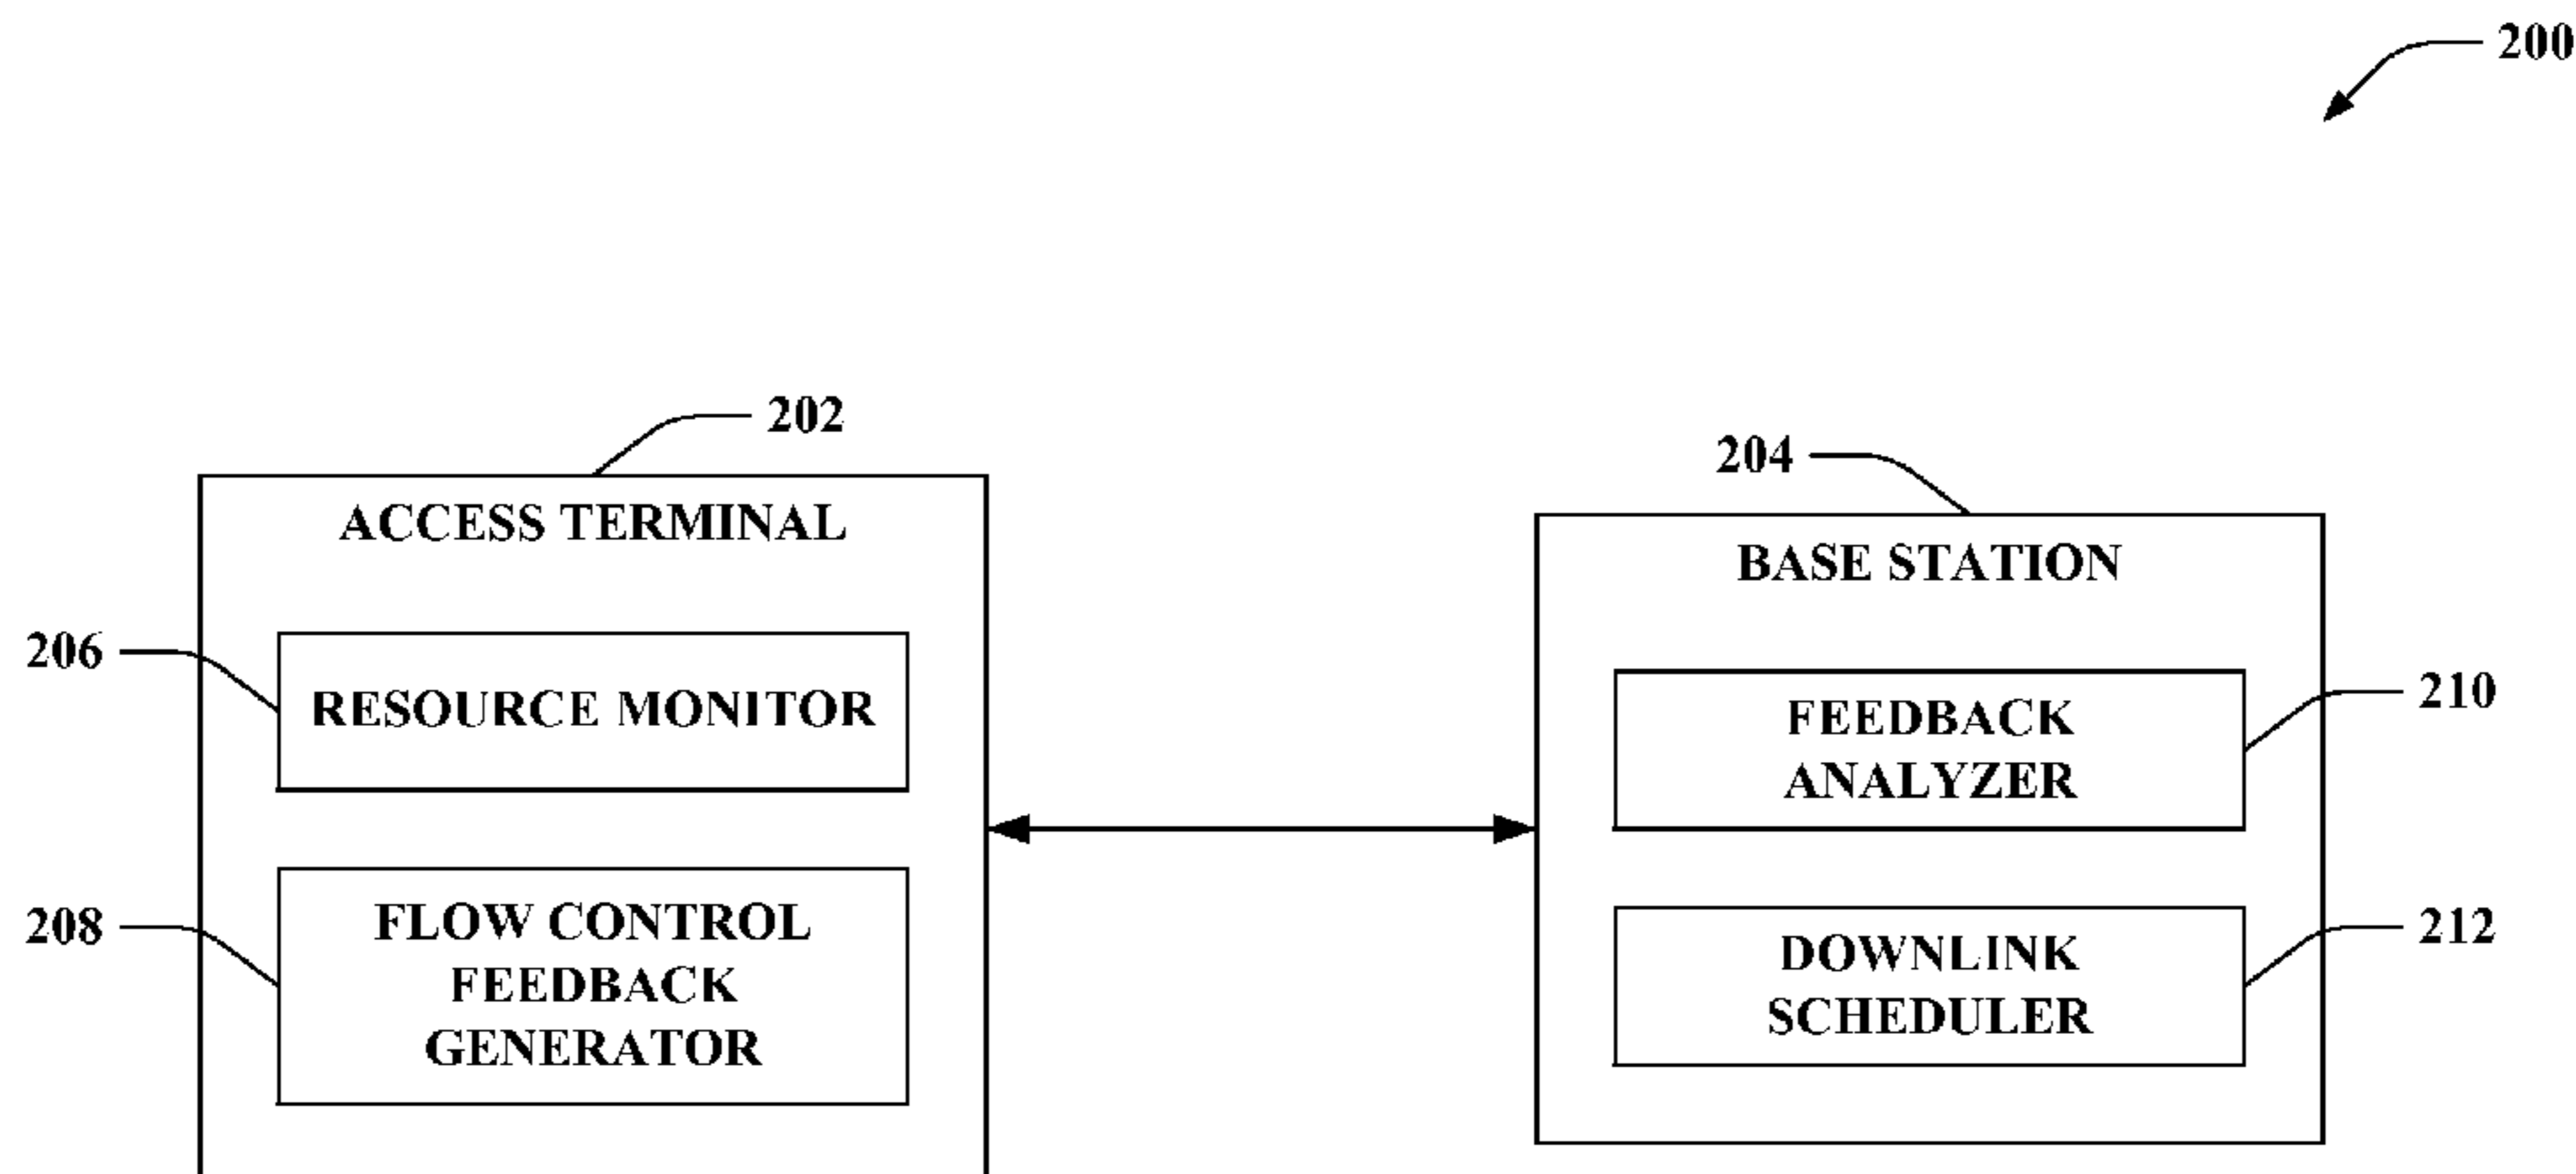 200
202
ACCESS TERMINAL
206
RESOURCE MONITOR
208
FLOW CONTROL
FEEDBACK
GENERATOR
204
BASE STATION
210
FEEDBACK
ANALYZER
212
DOWNLINK
SCHEDULER